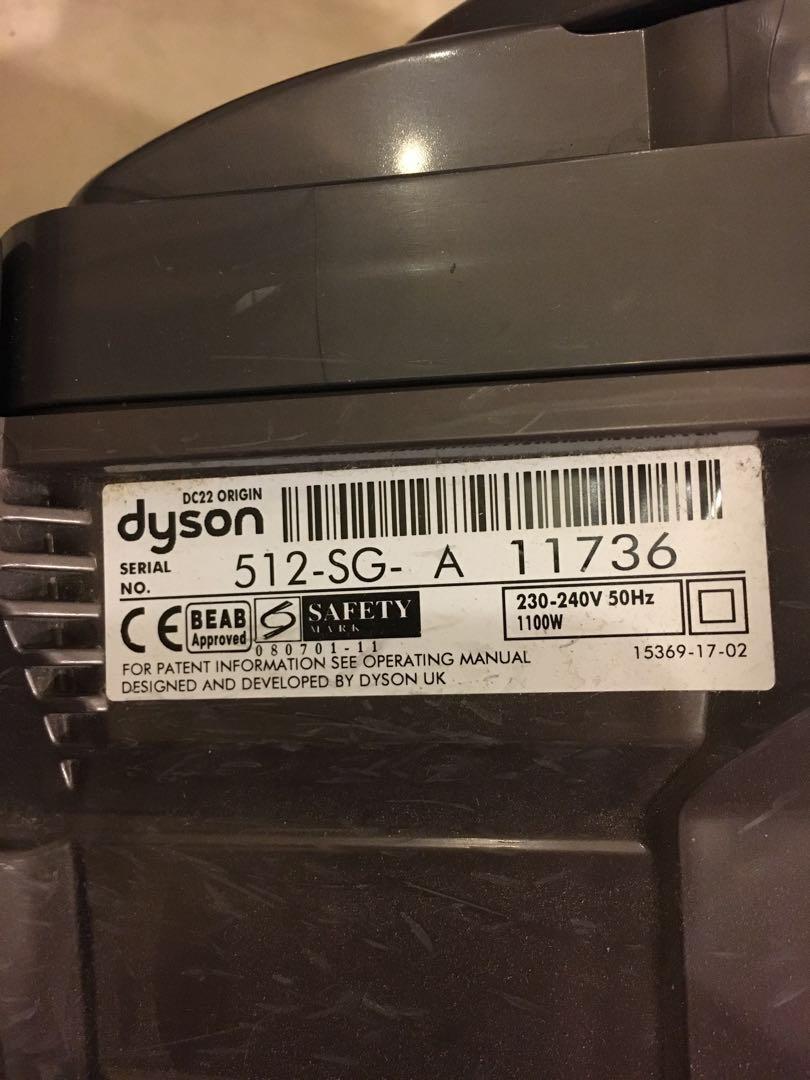 DC22 ORIGIN
dyson
SERIAL NO. 512-SG- A 11736
CE BEAB Approved S SAFETY MARK 230-240V 50Hz 1100W
080701-11
15369-17-02
FOR PATENT INFORMATION SEE OPERATING MANUAL
DESIGNED AND DEVELOPED BY DYSON UK